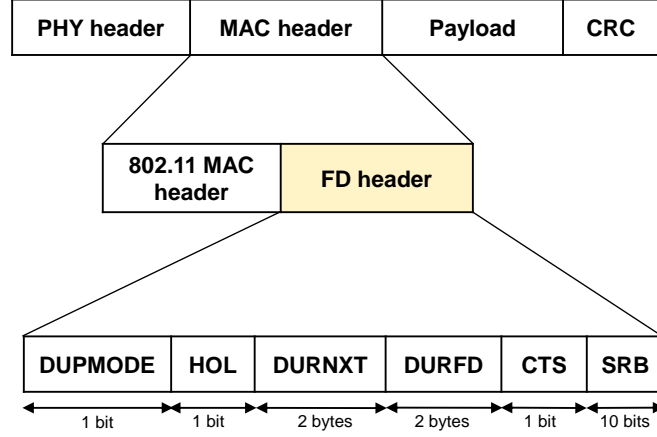 PHY header MAC header Payload CRC
802.11 MAC header FD header
DUPMODE HOL DURNXT DURFD CTS SRB
1 bit 1 bit 2 bytes 2 bytes 1 bit 10 bits